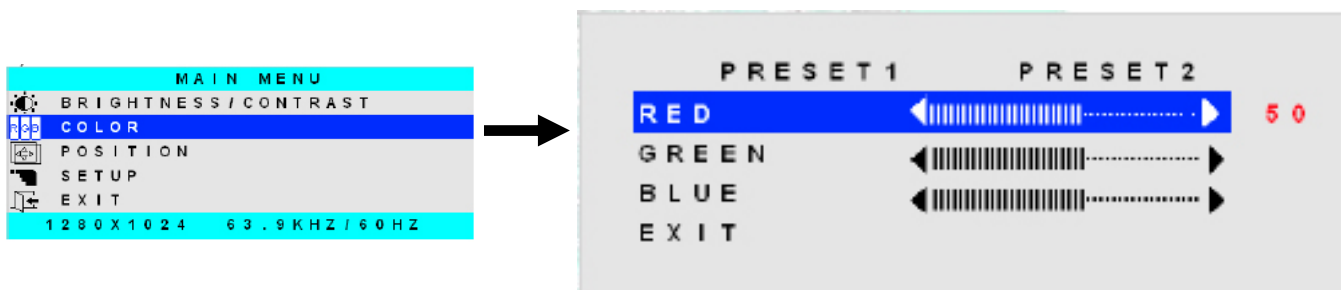 MAIN MENU
BRIGHTNESS/CONTRAST
RGB COLOR
POSITION
SETUP
EXIT
1280X1024 63.9KHZ/60HZ
PRESET1 PRESET2
RED 50
GREEN
BLUE
EXIT